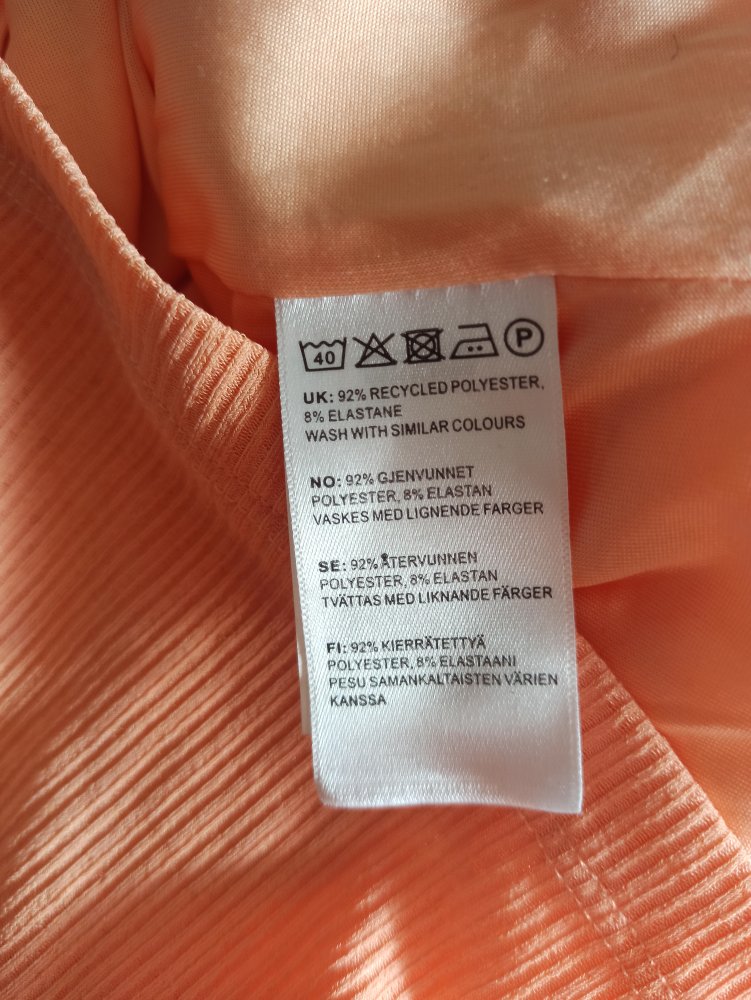 40 P
UK: 92% RECYCLED POLYESTER,
8% ELASTANE
WASH WITH SIMILAR COLOURS
NO: 92% GJENVUNNET
POLYESTER, 8% ELASTAN
VASKES MED LIGNENDE FARGER
SE: 92% ÅTERVUNNEN
POLYESTER, 8% ELASTAN
TVÄTTAS MED LIKNANDE FÄRGER
FI: 92% KIERRÄTETTYÄ
POLYESTER, 8% ELASTAANI
PESU SAMANKALTAISTEN VÄRIEN
KANSSA